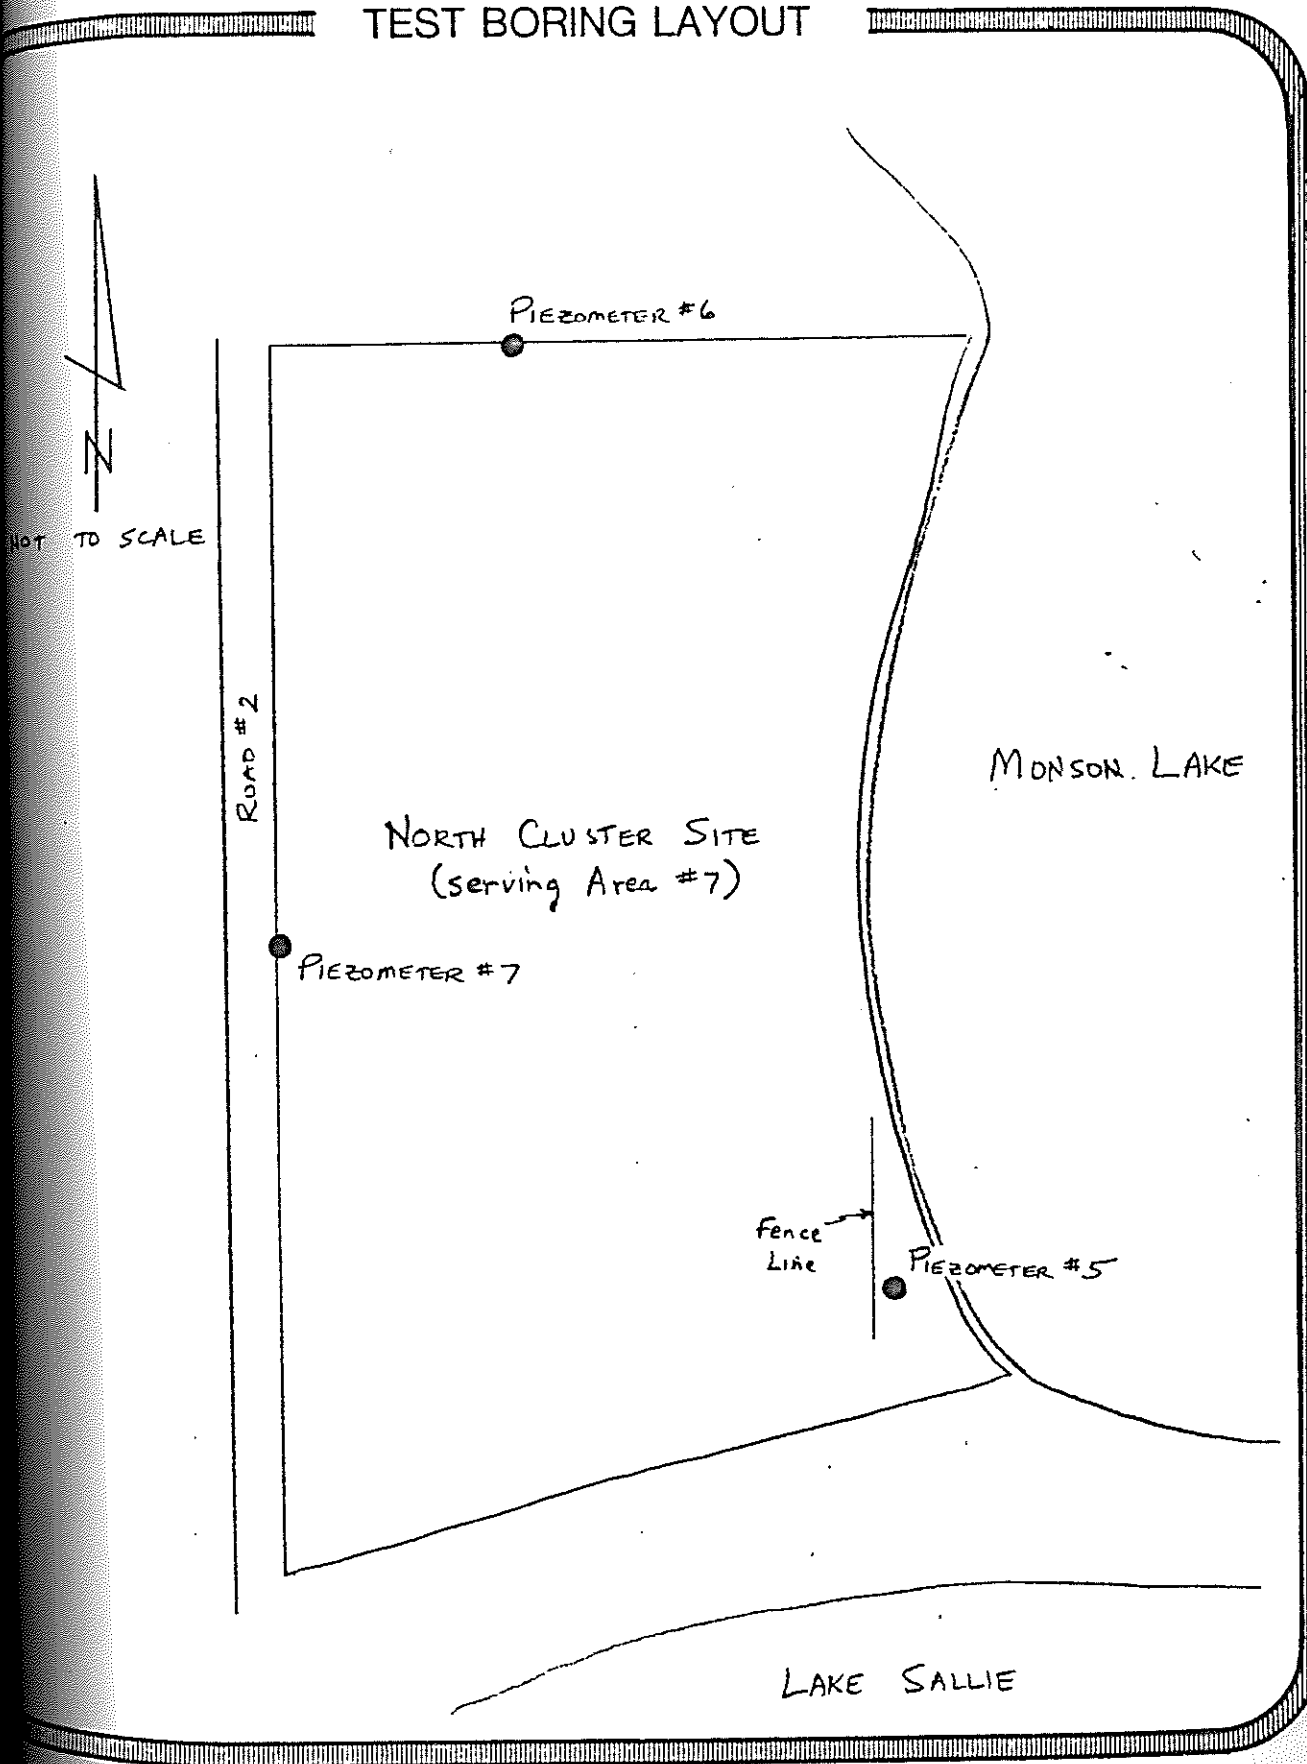 TEST BORING LAYOUT
PIEZOMETER #6
N
NOT TO SCALE
ROAD #2
MONSON. LAKE
NORTH CLUSTER SITE
(serving Area #7)
PIEZOMETER #7
Fence
Line
PIEZOMETER #5
LAKE SALLIE